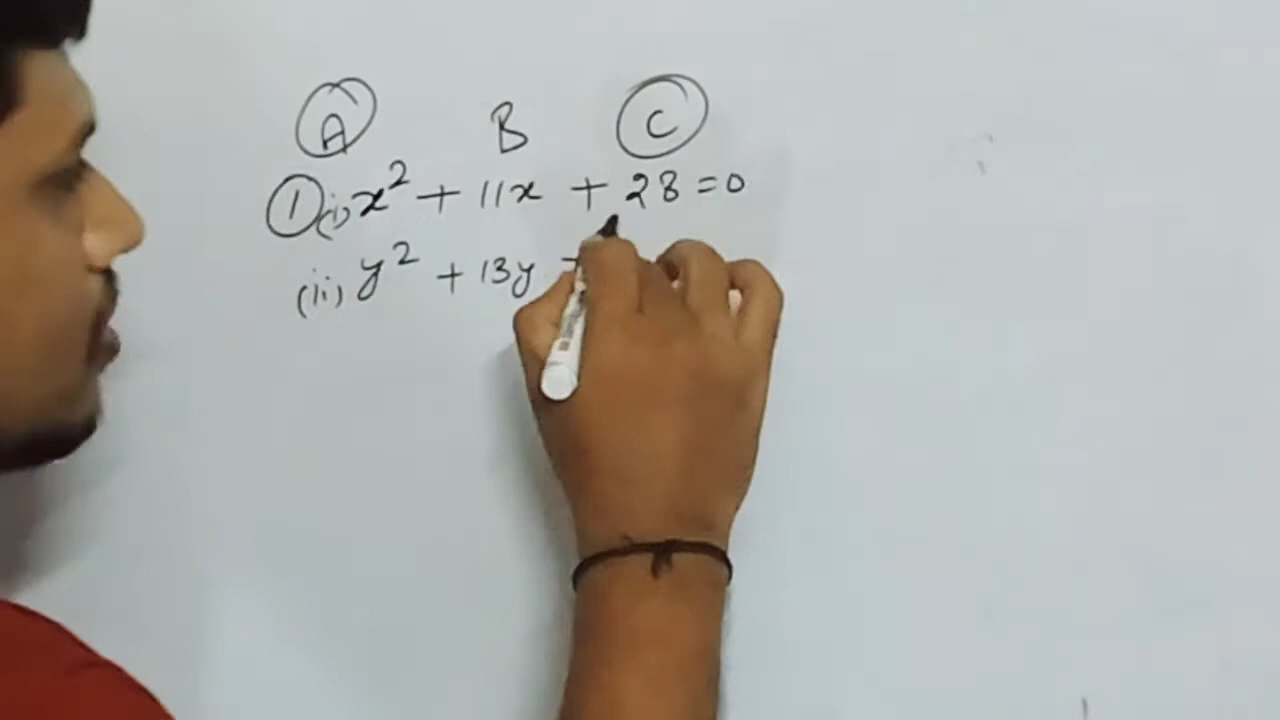 A B C
① (i) x² + 11x + 28 = 0
(ii) y² + 13y